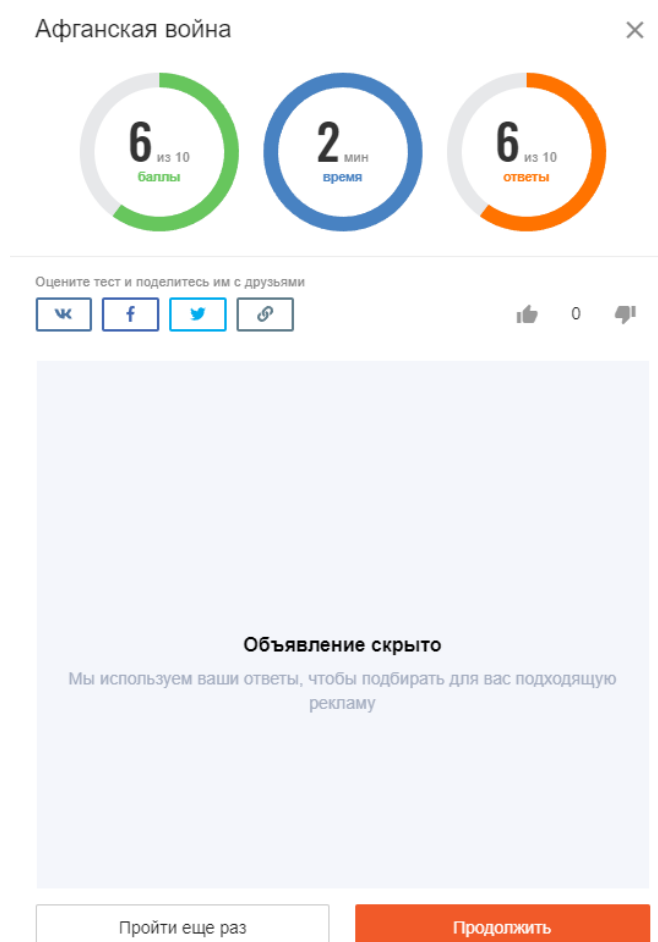 Афганская война
6 из 10
баллы
2 мин
время
6 из 10
ответы
Оцените тест и поделитесь им с друзьями
0
Объявление скрыто
Мы используем ваши ответы, чтобы подбирать для вас подходящую
рекламу
Пройти еще раз
Продолжить